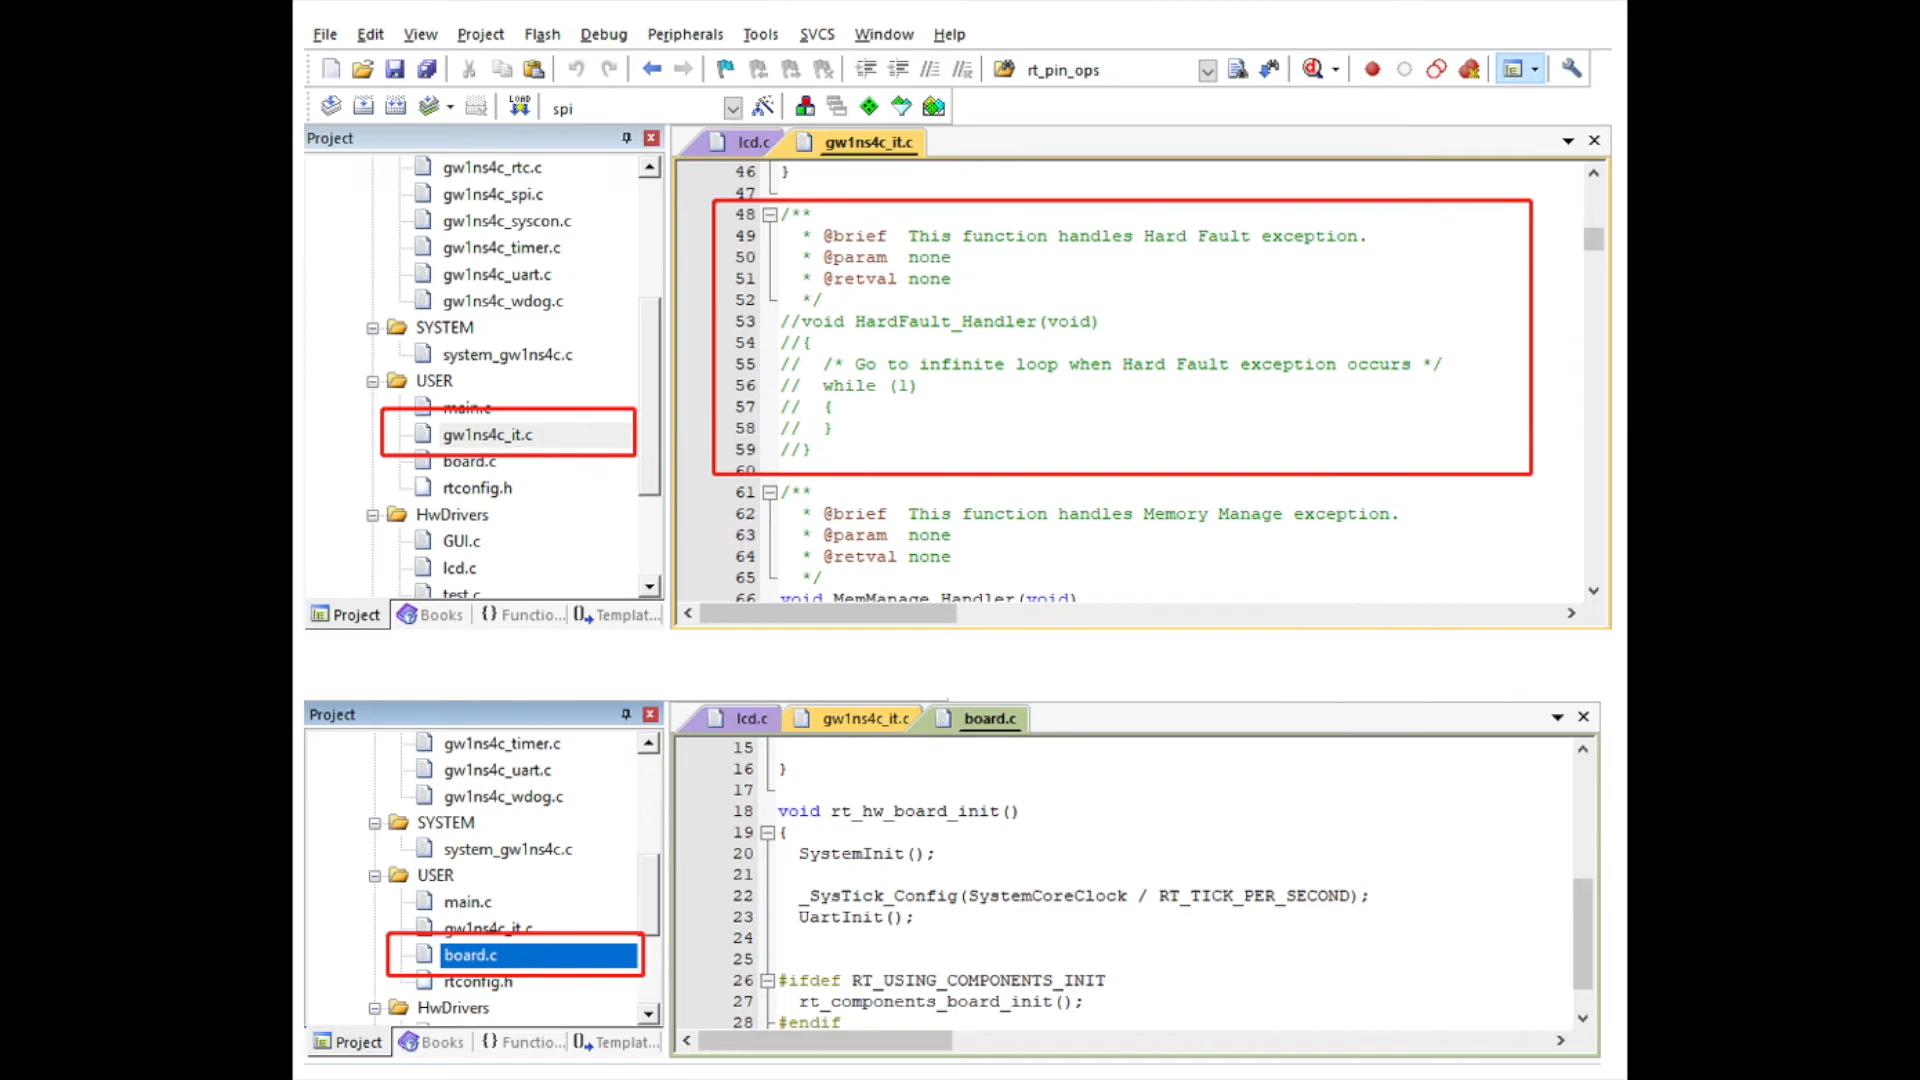 File Edit View Project Flash Debug Peripherals Tools SVCS Window Help
rt_pin_ops
LOAD spi
Project
gw1ns4c_rtc.c
gw1ns4c_spi.c
gw1ns4c_syscon.c
gw1ns4c_timer.c
gw1ns4c_uart.c
gw1ns4c_wdog.c
SYSTEM
system_gw1ns4c.c
USER
main.c
gw1ns4c_it.c
board.c
rtconfig.h
HwDrivers
GUI.c
lcd.c
test.c
Project Books {} Functio... Templat...
lcd.c gw1ns4c_it.c
46 }
47
48 /**
49 * @brief This function handles Hard Fault exception.
50 * @param none
51 * @retval none
52 */
53 //void HardFault_Handler(void)
54 //{
55 // /* Go to infinite loop when Hard Fault exception occurs */
56 // while (1)
57 // {
58 // }
59 //}
60
61 /**
62 * @brief This function handles Memory Manage exception.
63 * @param none
64 * @retval none
65 */
66 void MemManage_Handler(void)
Project
gw1ns4c_timer.c
gw1ns4c_uart.c
gw1ns4c_wdog.c
SYSTEM
system_gw1ns4c.c
USER
main.c
gw1ns4c_it.c
board.c
rtconfig.h
HwDrivers
Project Books {} Functio... Templat...
lcd.c gw1ns4c_it.c board.c
15
16 }
17
18 void rt_hw_board_init()
19 {
20 SystemInit();
21
22 _SysTick_Config(SystemCoreClock / RT_TICK_PER_SECOND);
23 UartInit();
24
25
26 #ifdef RT_USING_COMPONENTS_INIT
27 rt_components_board_init();
28 #endif